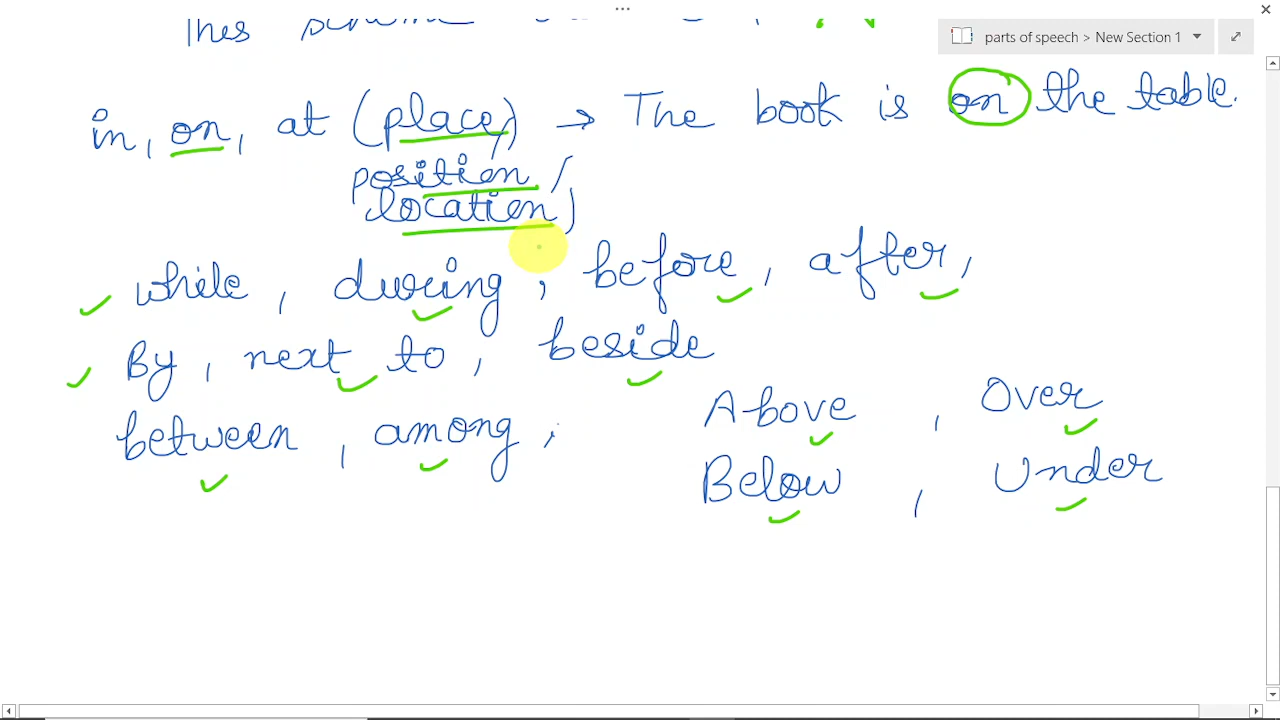 parts of speech > New Section 1
This
in, on, at (place, → The book is on the table.
position /
location)
while, during, before, after,
By, next to, beside
Above, Over
between, among,
Below, Under